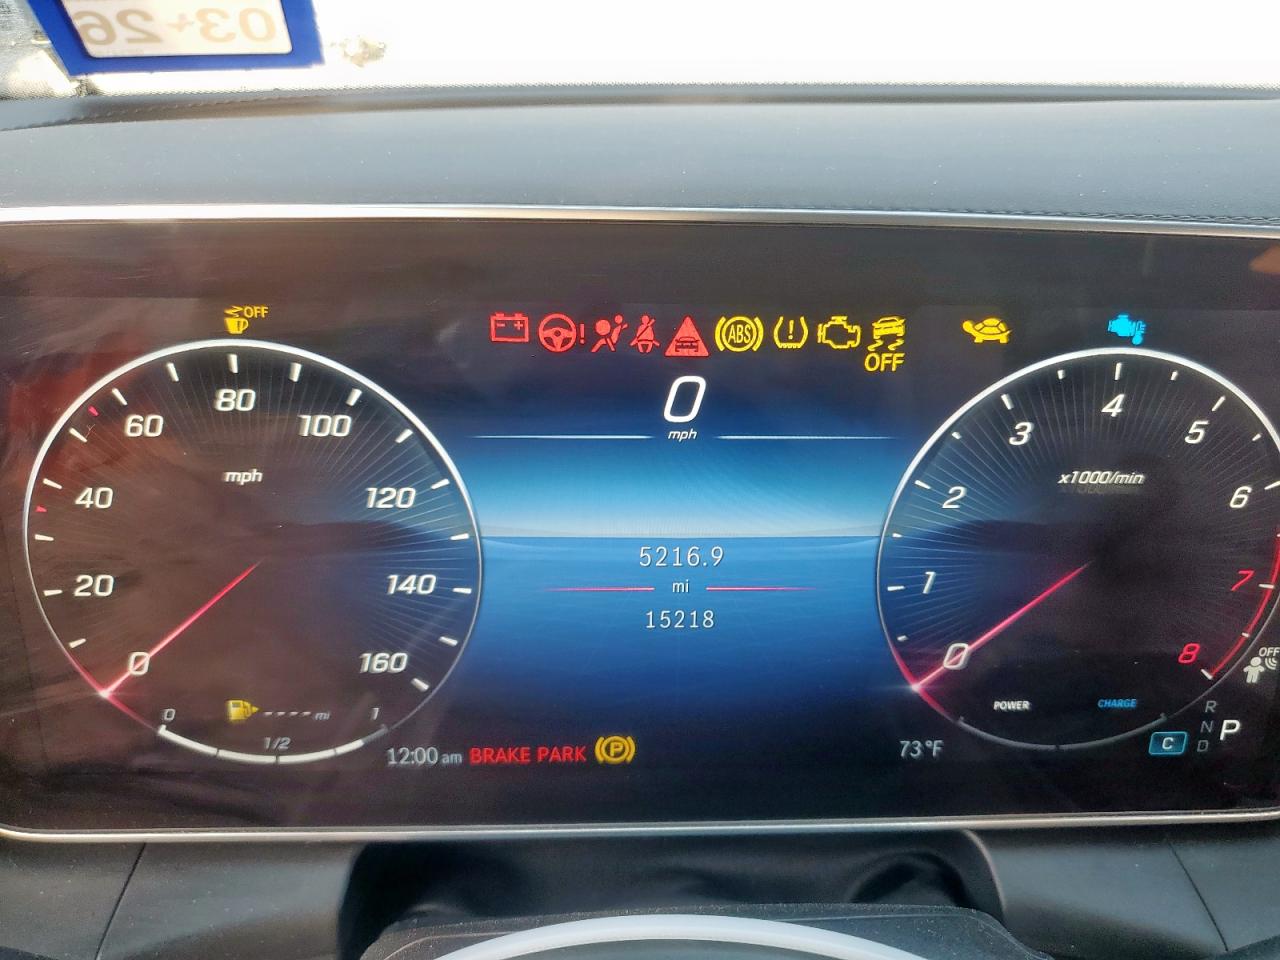 03+26
OFF
ABS
OFF
0
mph
80
60
100
mph
40
120
20
140
0
160
0
---- mi
1
1/2
4
3
5
x1000/min
2
6
1
7
0
8
OFF
POWER
CHARGE
5216.9
mi
15218
12:00 am BRAKE PARK P
73°F
C
R
N
D
P